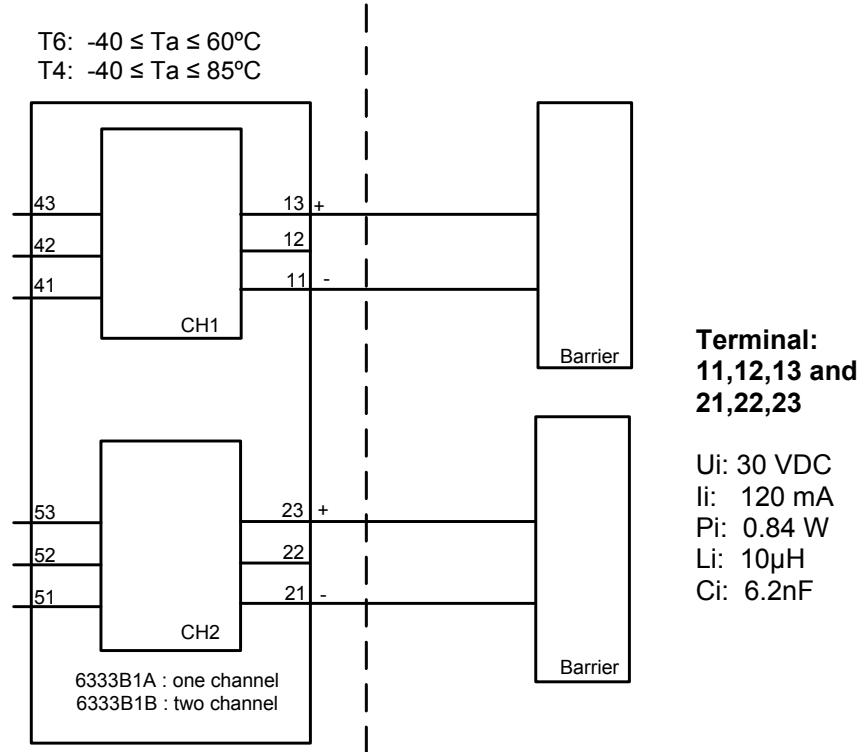 T6: -40 ≤ Ta ≤ 60ºC
T4: -40 ≤ Ta ≤ 85ºC
43
42
41
13 +
12
11 -
CH1
Barrier
53
52
51
23 +
22
21 -
CH2
Barrier
6333B1A : one channel
6333B1B : two channel
Terminal:
11,12,13 and
21,22,23
Ui: 30 VDC
Ii: 120 mA
Pi: 0.84 W
Li: 10µH
Ci: 6.2nF